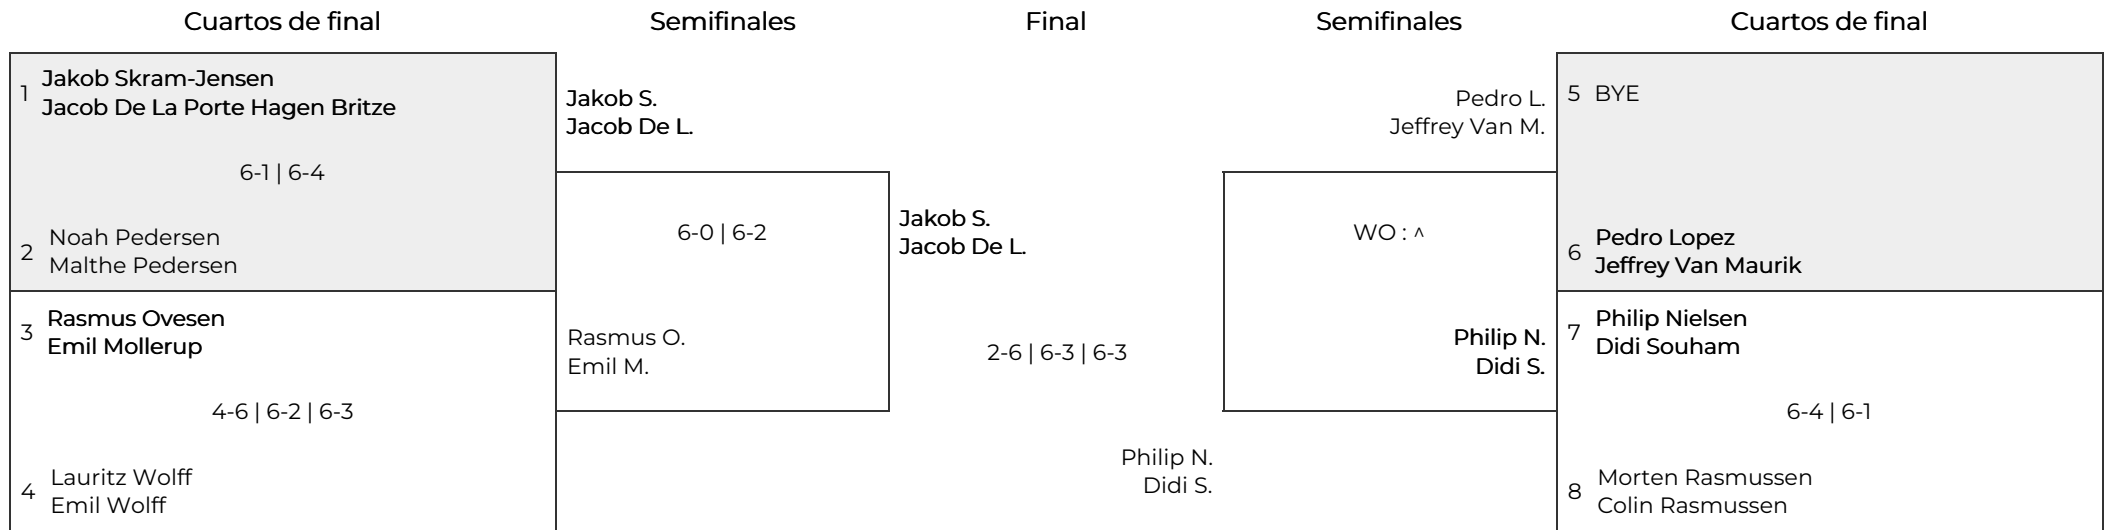 Cuartos de final
Semifinales
Final
Semifinales
Cuartos de final
1
Jakob Skram-Jensen
Jacob De La Porte Hagen Britze
6-1 | 6-4
2
Noah Pedersen
Malthe Pedersen
3
Rasmus Ovesen
Emil Mollerup
4-6 | 6-2 | 6-3
4
Lauritz Wolff
Emil Wolff
Jakob S.
Jacob De L.
6-0 | 6-2
Rasmus O.
Emil M.
Jakob S.
Jacob De L.
2-6 | 6-3 | 6-3
Philip N.
Didi S.
Pedro L.
Jeffrey Van M.
WO : ^
Philip N.
Didi S.
5 BYE
6
Pedro Lopez
Jeffrey Van Maurik
7
Philip Nielsen
Didi Souham
6-4 | 6-1
8
Morten Rasmussen
Colin Rasmussen